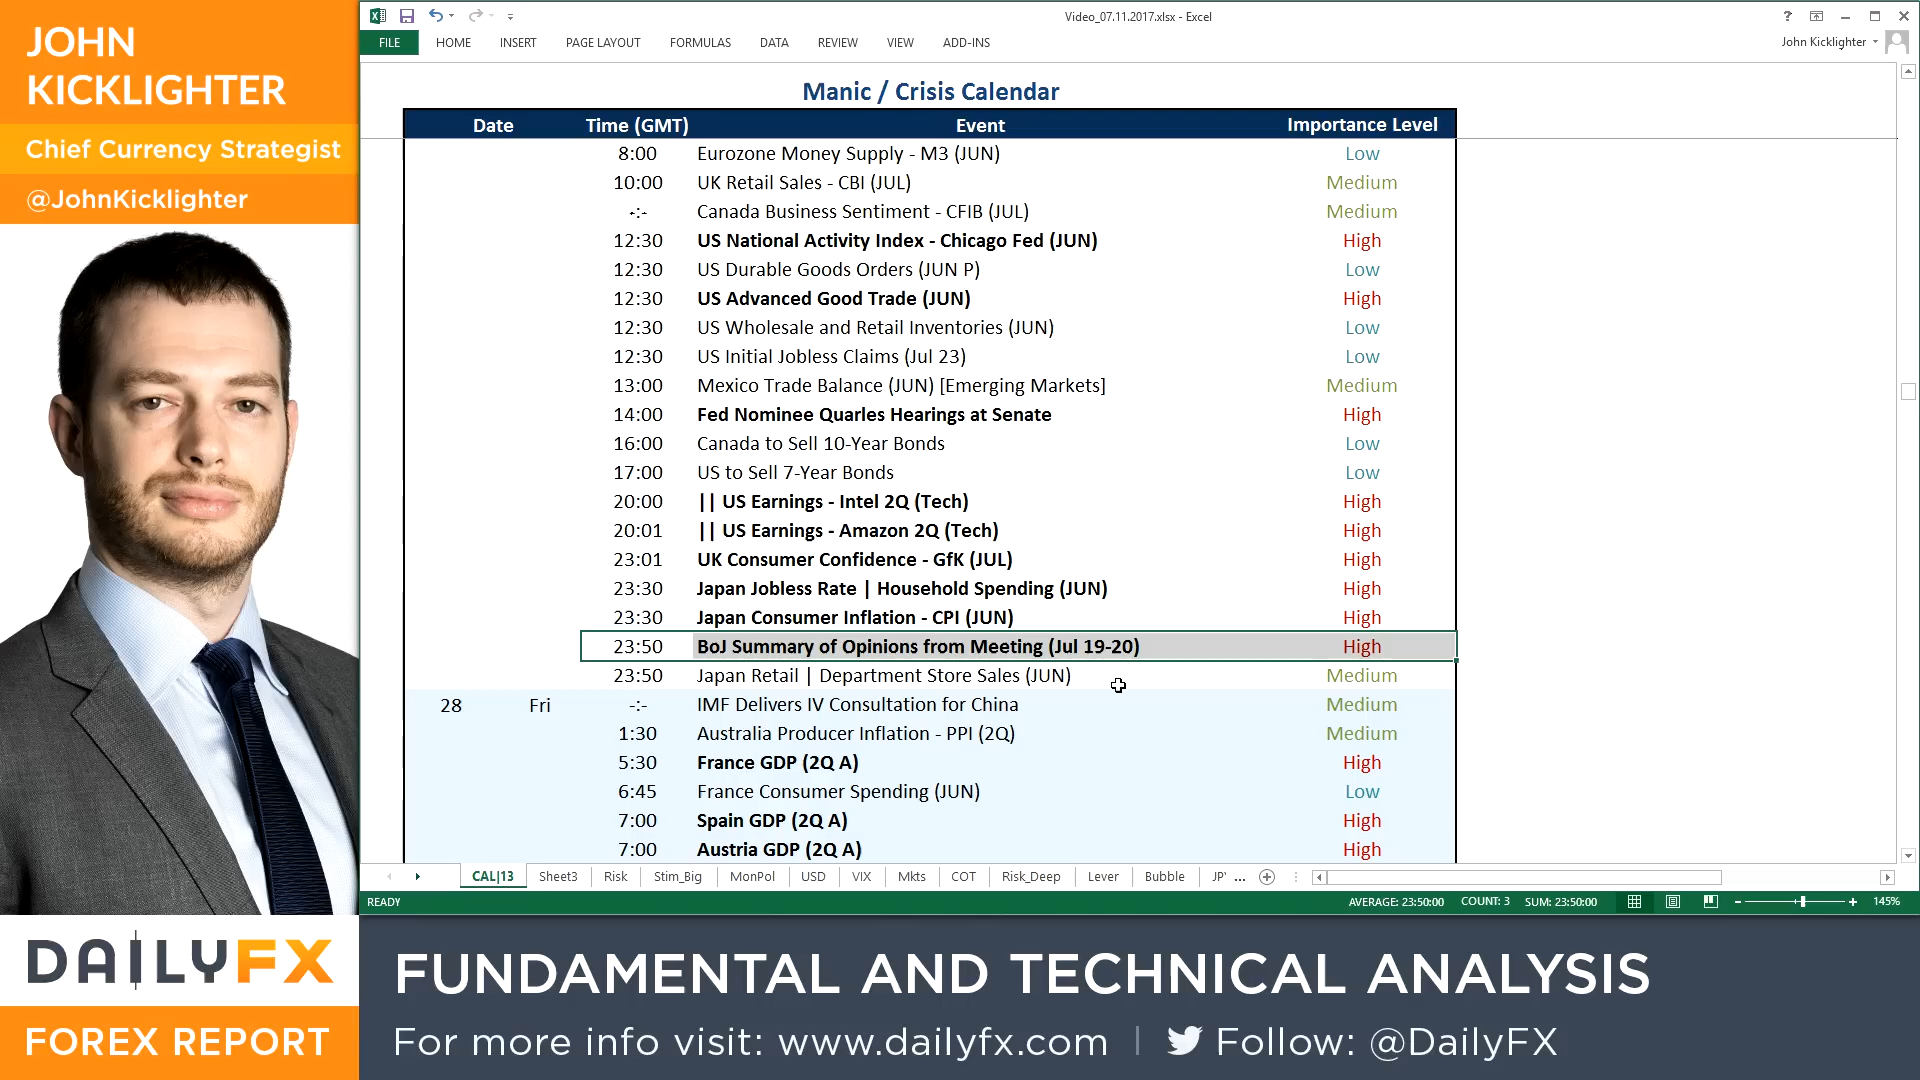 JOHN
KICKLIGHTER
Chief Currency Strategist
@JohnKicklighter
DAILYFX
FOREX REPORT
Video_07.11.2017.xlsx - Excel
?
FILE HOME INSERT PAGE LAYOUT FORMULAS DATA REVIEW VIEW ADD-INS
John Kicklighter
Manic / Crisis Calendar
Date Time (GMT) Event Importance Level
8:00 Eurozone Money Supply - M3 (JUN) Low
10:00 UK Retail Sales - CBI (JUL) Medium
-:- Canada Business Sentiment - CFIB (JUL) Medium
12:30 US National Activity Index - Chicago Fed (JUN) High
12:30 US Durable Goods Orders (JUN P) Low
12:30 US Advanced Good Trade (JUN) High
12:30 US Wholesale and Retail Inventories (JUN) Low
12:30 US Initial Jobless Claims (Jul 23) Low
13:00 Mexico Trade Balance (JUN) [Emerging Markets] Medium
14:00 Fed Nominee Quarles Hearings at Senate High
16:00 Canada to Sell 10-Year Bonds Low
17:00 US to Sell 7-Year Bonds Low
20:00 || US Earnings - Intel 2Q (Tech) High
20:01 || US Earnings - Amazon 2Q (Tech) High
23:01 UK Consumer Confidence - GfK (JUL) High
23:30 Japan Jobless Rate | Household Spending (JUN) High
23:30 Japan Consumer Inflation - CPI (JUN) High
23:50 BoJ Summary of Opinions from Meeting (Jul 19-20) High
23:50 Japan Retail | Department Store Sales (JUN) Medium
28 Fri -:- IMF Delivers IV Consultation for China Medium
1:30 Australia Producer Inflation - PPI (2Q) Medium
5:30 France GDP (2Q A) High
6:45 France Consumer Spending (JUN) Low
7:00 Spain GDP (2Q A) High
7:00 Austria GDP (2Q A) High
CAL|13 Sheet3 Risk Stim_Big MonPol USD VIX Mkts COT Risk_Deep Lever Bubble JP ...
READY AVERAGE: 23:50:00 COUNT: 3 SUM: 23:50:00 145%
FUNDAMENTAL AND TECHNICAL ANALYSIS
For more info visit: www.dailyfx.com | Follow: @DailyFX